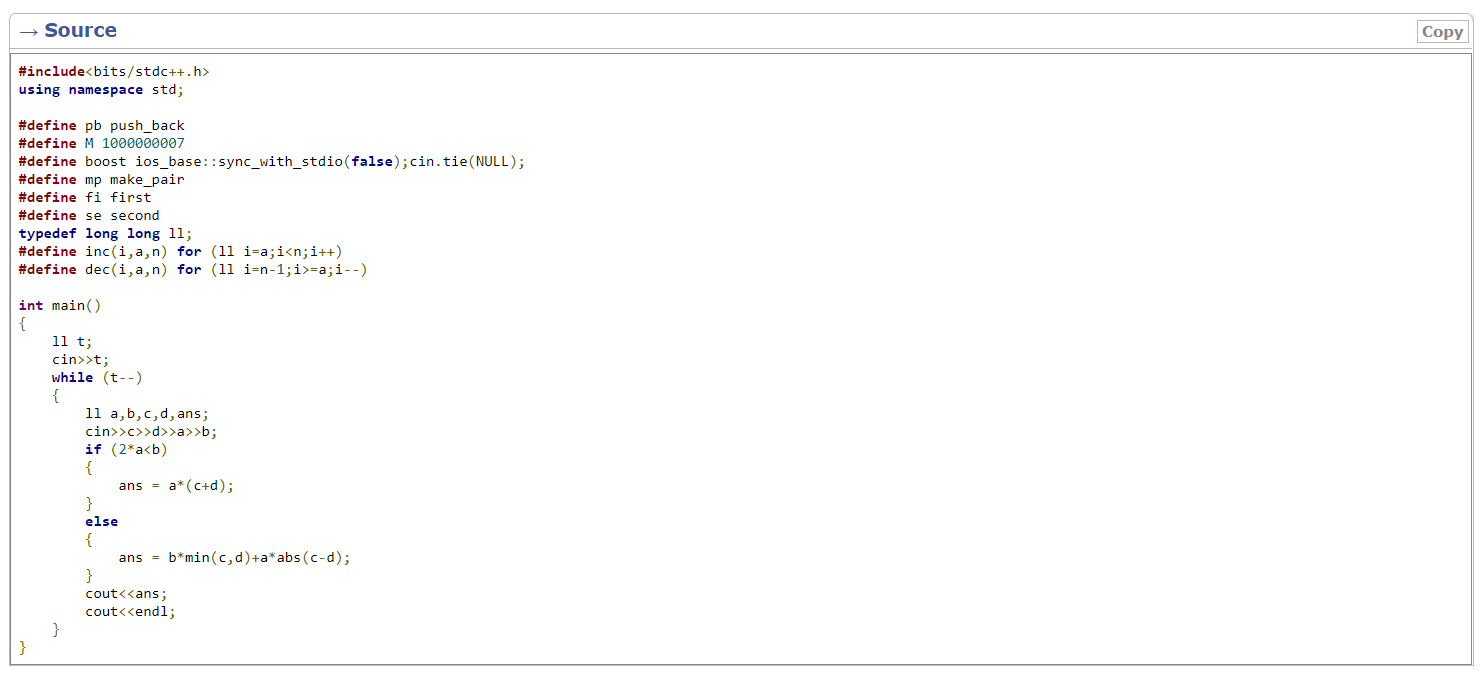 → Source
Copy
#include<bits/stdc++.h>
using namespace std;

#define pb push_back
#define M 1000000007
#define boost ios_base::sync_with_stdio(false);cin.tie(NULL);
#define mp make_pair
#define fi first
#define se second
typedef long long ll;
#define inc(i,a,n) for (ll i=a;i<n;i++)
#define dec(i,a,n) for (ll i=n-1;i>=a;i--)

int main()
{
    ll t;
    cin>>t;
    while (t--)
    {
        ll a,b,c,d,ans;
        cin>>c>>d>>a>>b;
        if (2*a<b)
        {
            ans = a*(c+d);
        }
        else
        {
            ans = b*min(c,d)+a*abs(c-d);
        }
        cout<<ans;
        cout<<endl;
    }
}